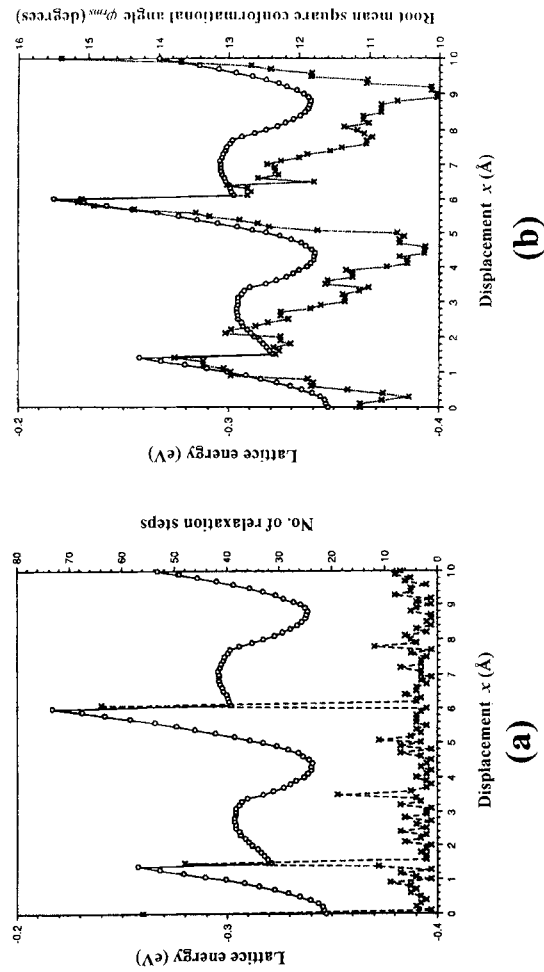 -0.2
-0.3
-0.4
Lattice energy (eV)
80
70
60
50
40
30
20
10
0
No. of relaxation steps
0 1 2 3 4 5 6 7 8 9 10
Displacement x (Å)
(a)
-0.2
-0.3
-0.4
Lattice energy (eV)
16
15
14
13
12
11
10
Root mean square conformational angle φrms (degrees)
0 1 2 3 4 5 6 7 8 9 10
Displacement x (Å)
(b)